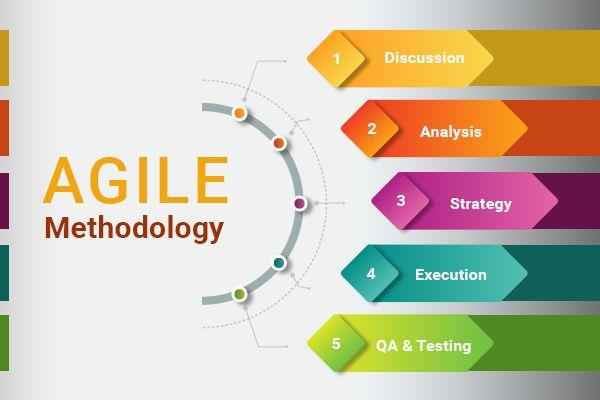 AGILE
Methodology
1 Discussion
2 Analysis
3 Strategy
4 Execution
5 QA & Testing